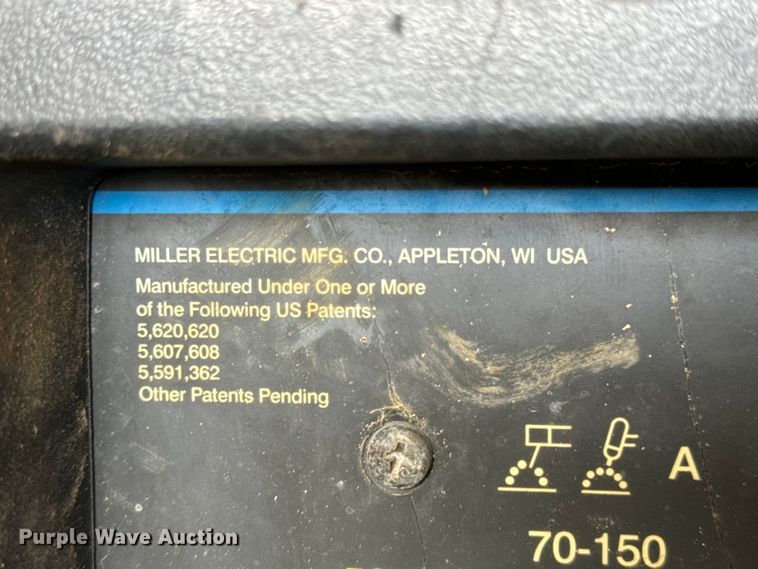 MILLER ELECTRIC MFG. CO., APPLETON, WI USA
Manufactured Under One or More
of the Following US Patents:
5,620,620
5,607,608
5,591,362
Other Patents Pending
A
70-150
Purple Wave Auction